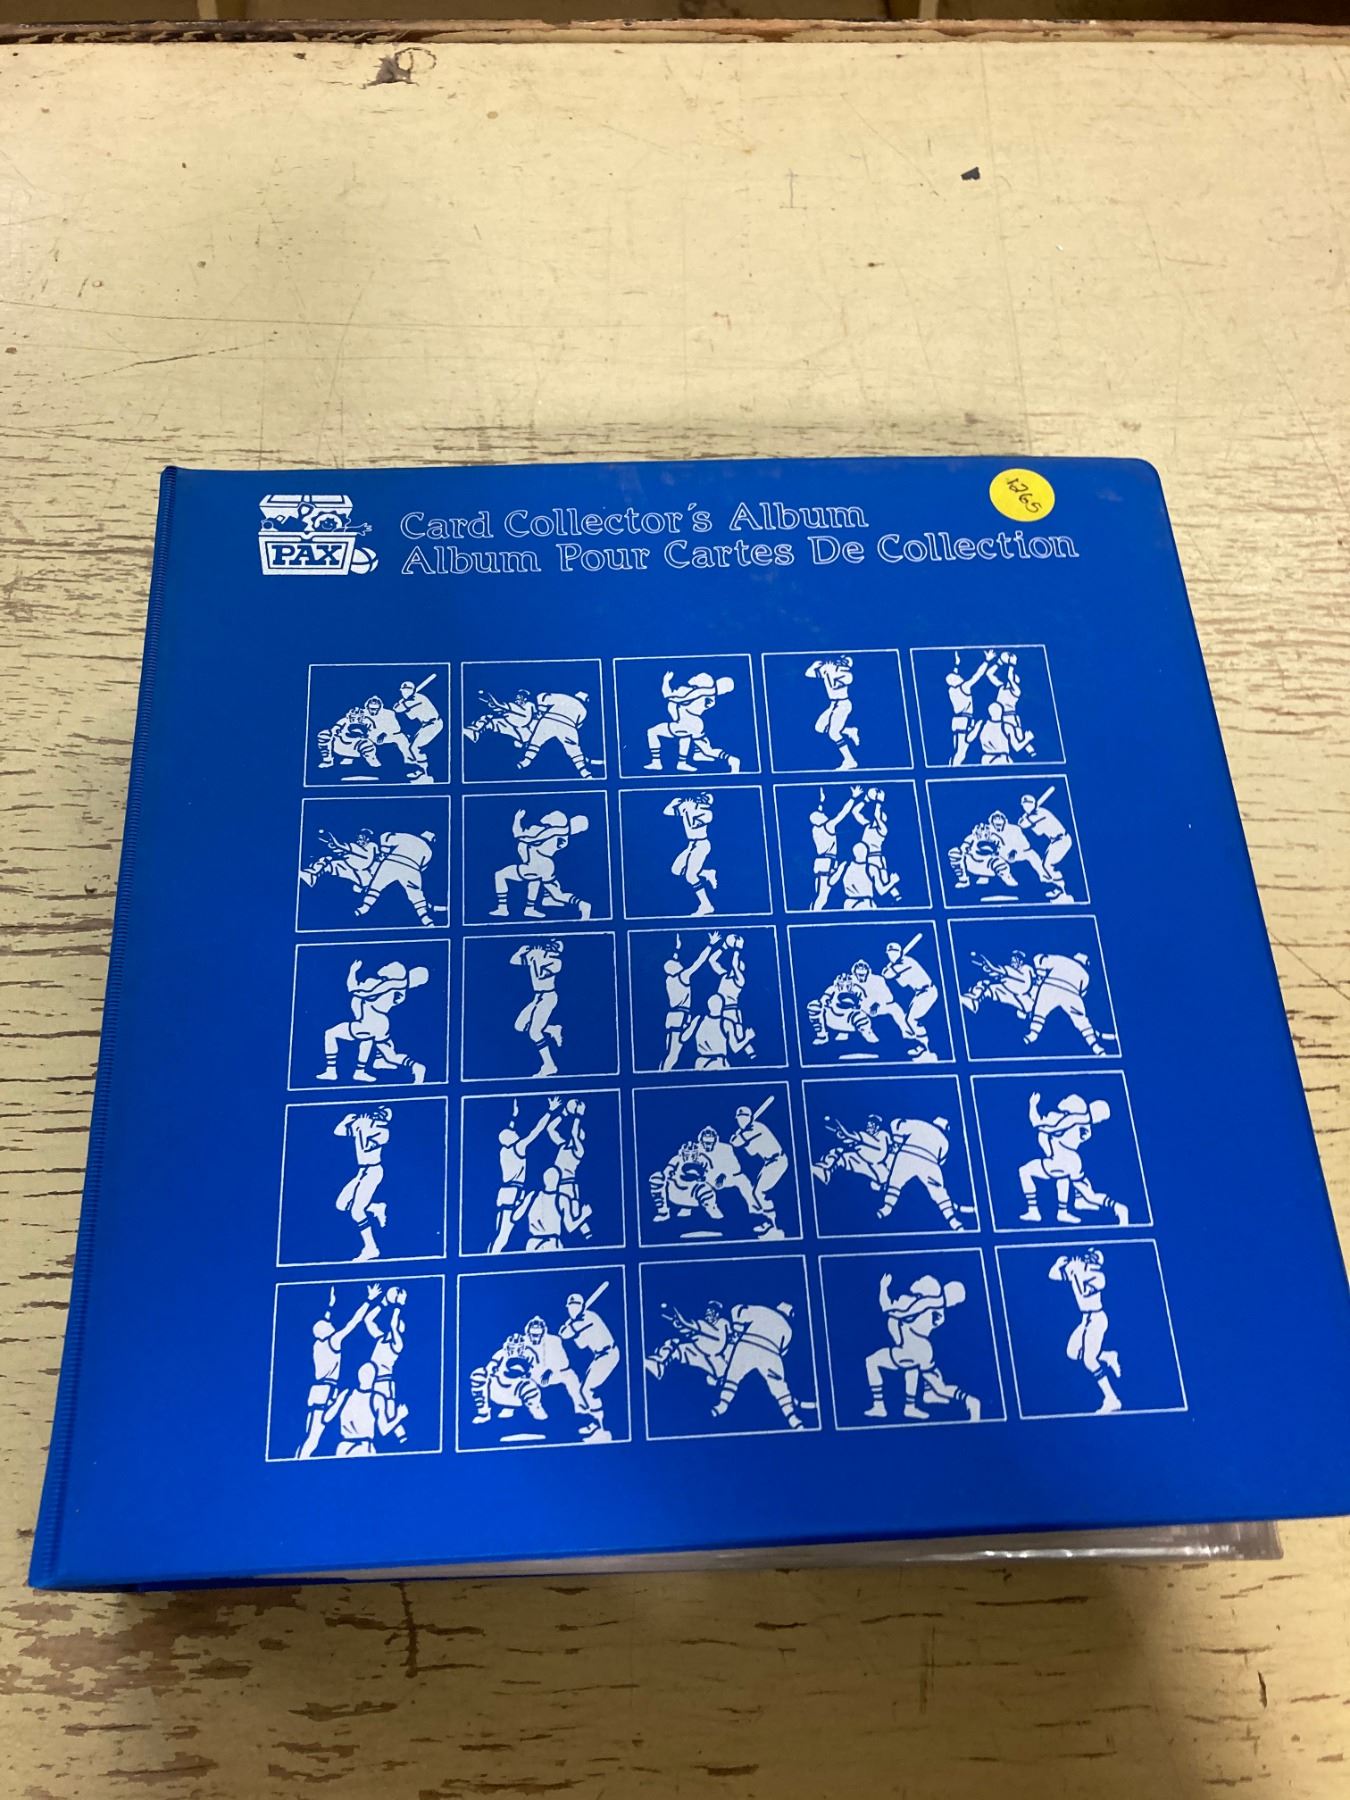 PAX
Card Collector's Album
Album Pour Cartes De Collection
1265